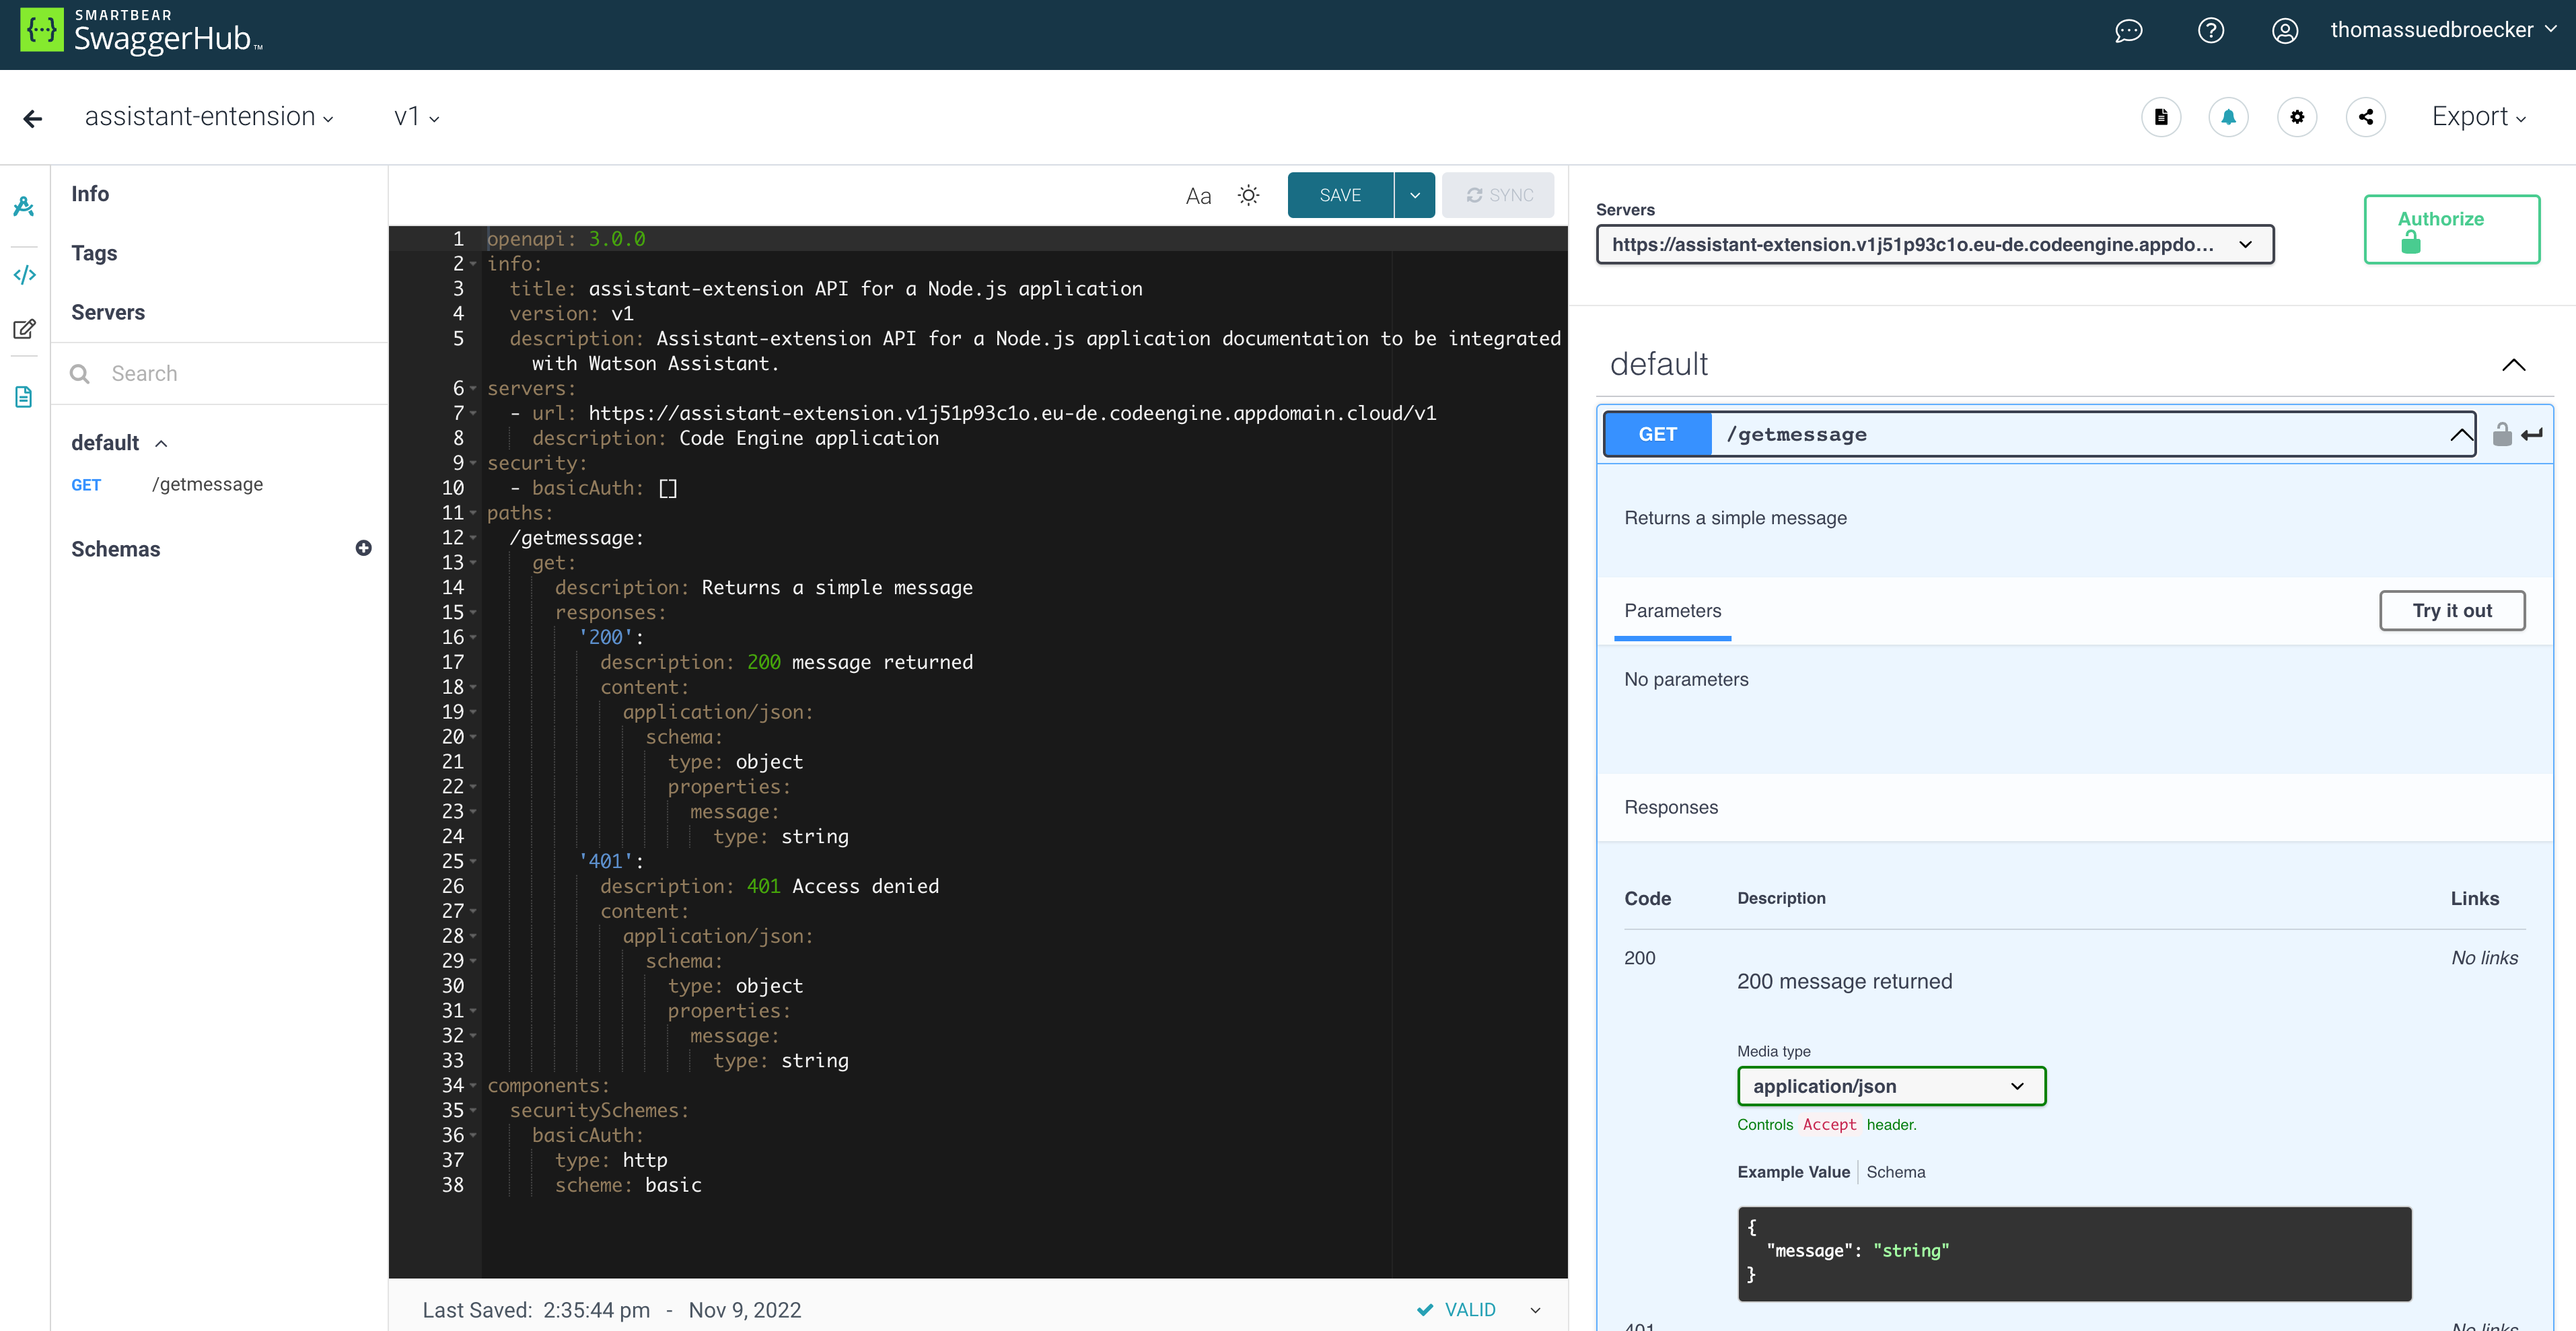 SMARTBEAR
SwaggerHub™
thomassuedbroecker
assistant-entension
v1
Export
Info
Tags
Servers
Search
default
GET /getmessage
Schemas
Aa
SAVE
SYNC
1 openapi: 3.0.0
2 info:
3 title: assistant-extension API for a Node.js application
4 version: v1
5 description: Assistant-extension API for a Node.js application documentation to be integrated
with Watson Assistant.
6 servers:
7 - url: https://assistant-extension.v1j51p93c1o.eu-de.codeengine.appdomain.cloud/v1
8 description: Code Engine application
9 security:
10 - basicAuth: []
11 paths:
12 /getmessage:
13 get:
14 description: Returns a simple message
15 responses:
16 '200':
17 description: 200 message returned
18 content:
19 application/json:
20 schema:
21 type: object
22 properties:
23 message:
24 type: string
25 '401':
26 description: 401 Access denied
27 content:
28 application/json:
29 schema:
30 type: object
31 properties:
32 message:
33 type: string
34 components:
35 securitySchemes:
36 basicAuth:
37 type: http
38 scheme: basic
Last Saved: 2:35:44 pm - Nov 9, 2022
VALID
Servers
https://assistant-extension.v1j51p93c1o.eu-de.codeengine.appdo...
Authorize
default
GET /getmessage
Returns a simple message
Parameters
Try it out
No parameters
Responses
Code Description Links
200 No links
200 message returned
Media type
application/json
Controls Accept header.
Example Value Schema
{
"message": "string"
}
401 No links